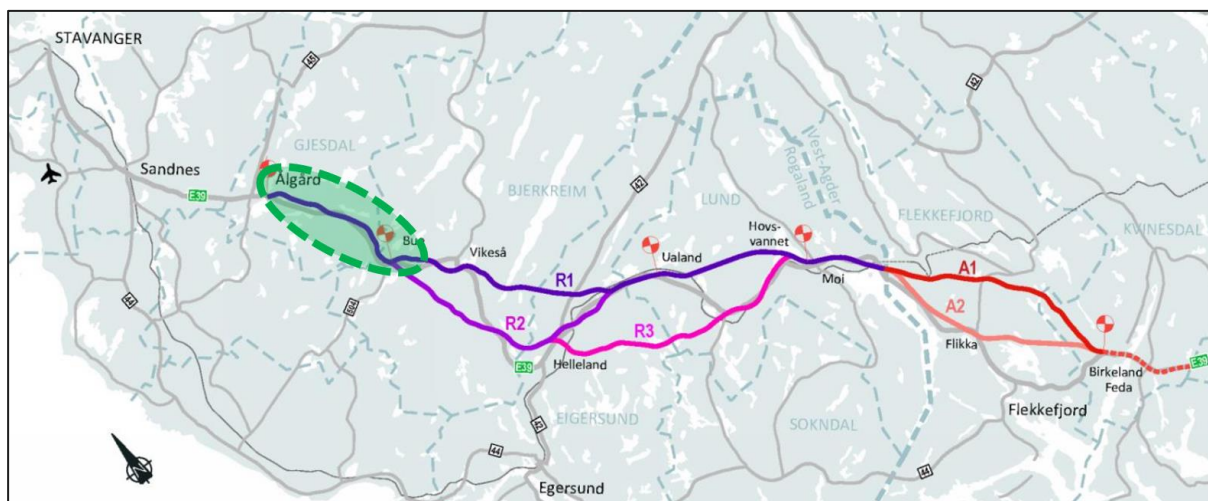 STAVANGER
45
42
42
GJESDAL
Sandnes
Ålgård
E39
BJERKREIM
LUND
Vest-Agder
Rogaland
FLEKKEFJORD
KVINESDAL
Bue
Vikeså
Hovs-
vannet
Ualand
Moi
R1
A1
44
504
R2
R3
A2
Flikka
E39
Helleland
Birkeland
Feda
E39
EIGERSUND
SOKNDAL
Flekkefjord
42
44
44
Egersund